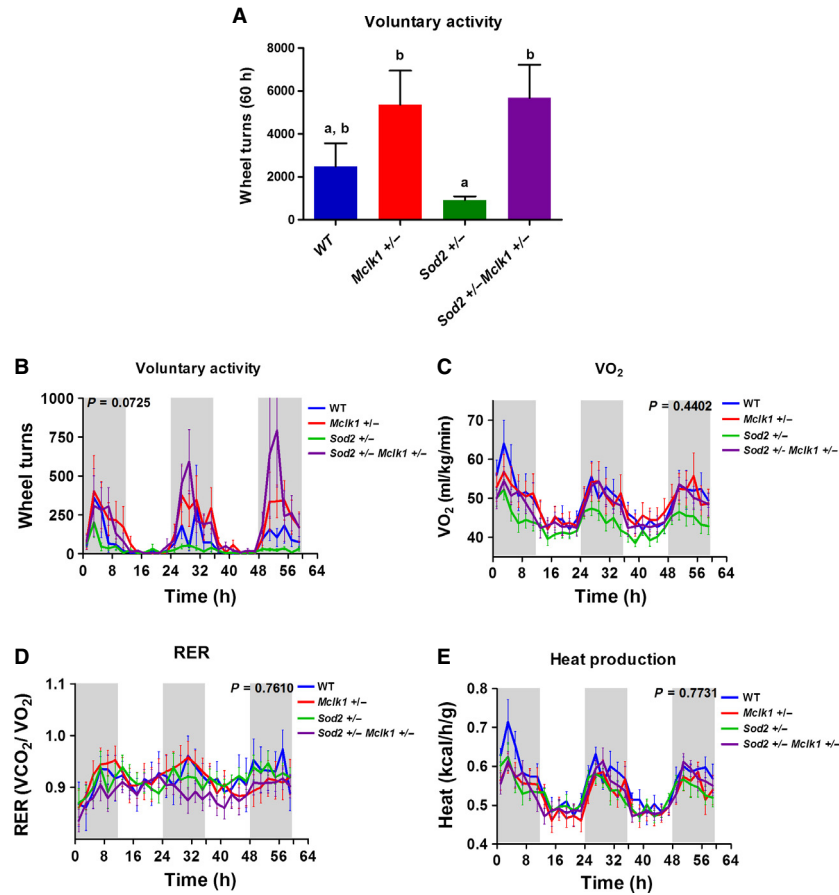 A
Voluntary activity
Wheel turns (60 h)
8000
6000
4000
2000
0
a, b
b
a
b
WT
Mclk1 +/–
Sod2 +/–
Sod2 +/–Mclk1 +/–
B
Voluntary activity
Wheel turns
1000
750
500
250
0
P = 0.0725
WT
Mclk1 +/–
Sod2 +/–
Sod2 +/– Mclk1 +/–
0 8 16 24 32 40 48 56 64
Time (h)
C
VO₂
VO₂ (ml/kg/min)
70
60
50
40
P = 0.4402
WT
Mclk1 +/–
Sod2 +/–
Sod2 +/- Mclk1 +/–
0 8 16 24 32 40 48 56 64
Time (h)
D
RER
RER (VCO₂/ VO₂)
1.1
1.0
0.9
P = 0.7610
WT
Mclk1 +/–
Sod2 +/–
Sod2 +/– Mclk1 +/–
0 8 16 24 32 40 48 56 64
Time (h)
E
Heat production
Heat (kcal/h/g)
0.8
0.7
0.6
0.5
0.4
P = 0.7731
WT
Mclk1 +/–
Sod2 +/–
Sod2 +/– Mclk1 +/–
0 8 16 24 32 40 48 56 64
Time (h)